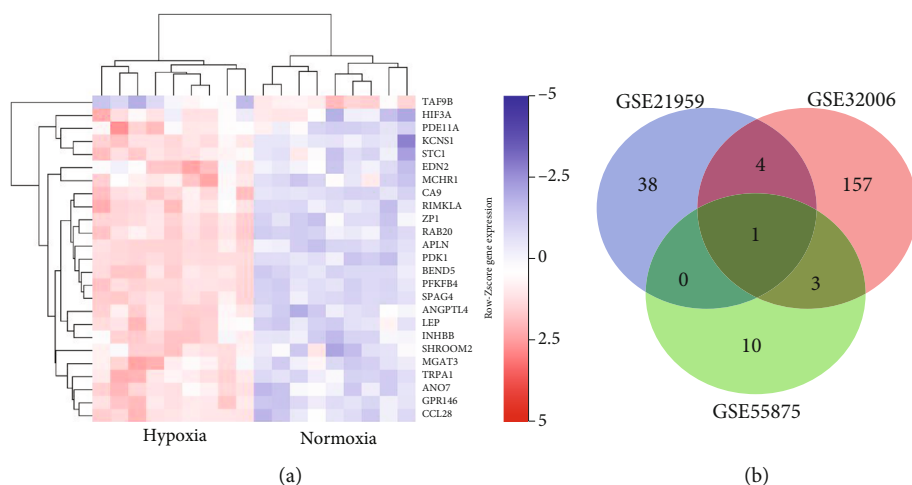 TAF9B
HIF3A
PDE11A
KCNS1
STC1
EDN2
MCHR1
CA9
RIMKLA
ZP1
RAB20
APLN
PDK1
BEND5
PFKFB4
SPAG4
ANGPTL4
LEP
INHBB
SHROOM2
MGAT3
TRPA1
ANO7
GPR146
CCL28
Hypoxia
Normoxia
Row-Zscore gene expression
−5
−2.5
0
2.5
5
(a)
GSE21959
GSE32006
38
4
157
1
0
3
10
GSE55875
(b)